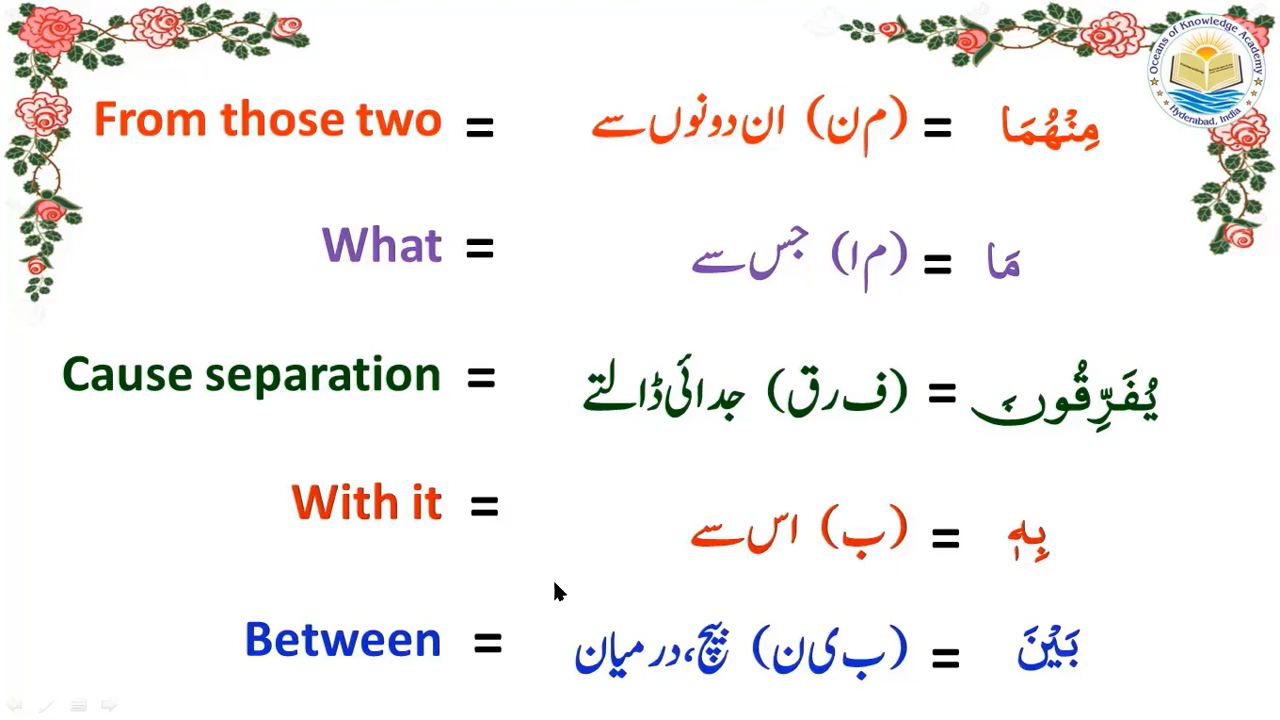 Oceans of Knowledge Academy
Hyderabad, India
مِنْهُمَا = (م ن) ان دونوں سے = From those two
مَا = (م ا) جس سے = What
يُفَرِّقُونَ = (ف ر ق) جدائی ڈالتے = Cause separation
بِهٖ = (ب) اس سے = With it
بَيْنَ = (ب ی ن) بیچ، درمیان = Between